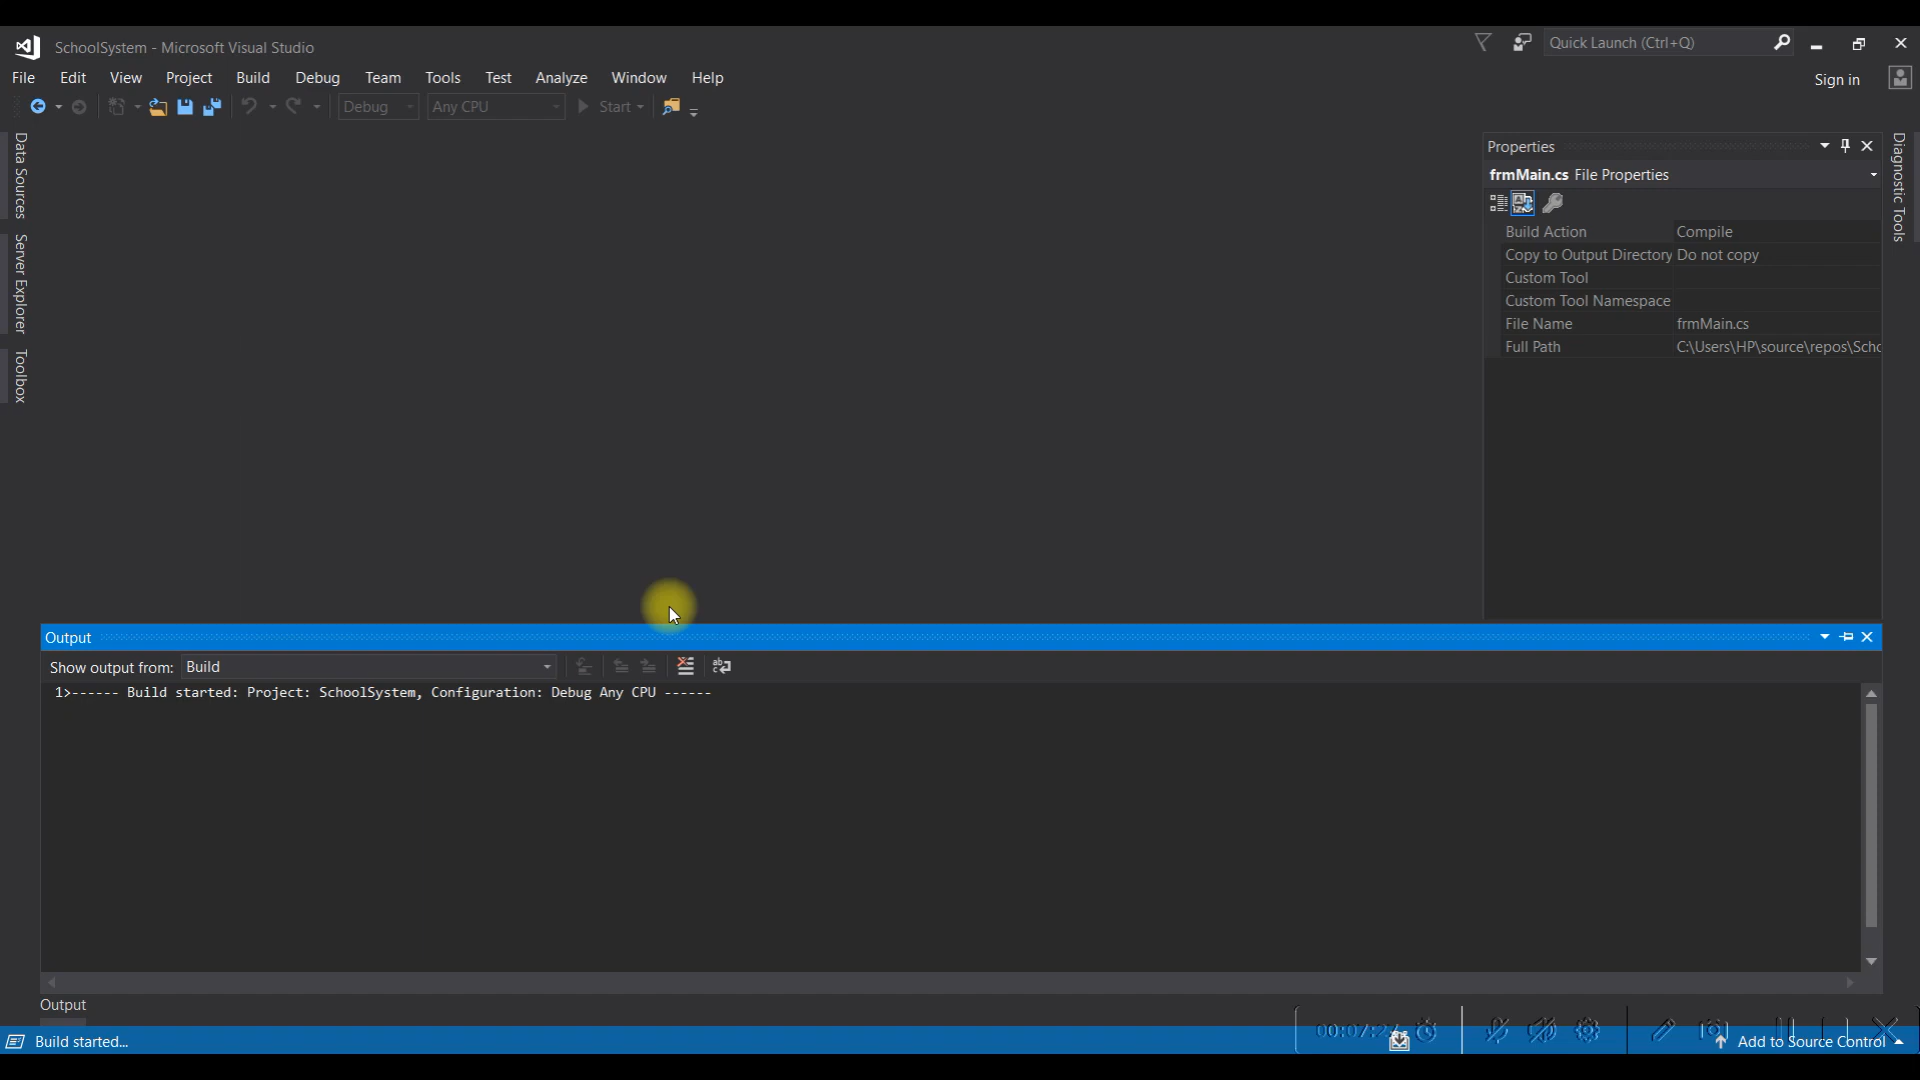 SchoolSystem - Microsoft Visual Studio
Quick Launch (Ctrl+Q)
File Edit View Project Build Debug Team Tools Test Analyze Window Help
Sign in
Debug Any CPU Start
Data Sources
Server Explorer
Toolbox
Properties
Diagnostic Tools
frmMain.cs File Properties
Build Action Compile
Copy to Output Directory Do not copy
Custom Tool
Custom Tool Namespace
File Name frmMain.cs
Full Path C:\Users\HP\source\repos\Scho
Output
Show output from: Build
1>------ Build started: Project: SchoolSystem, Configuration: Debug Any CPU ------
Output
Build started...
Add to Source Control